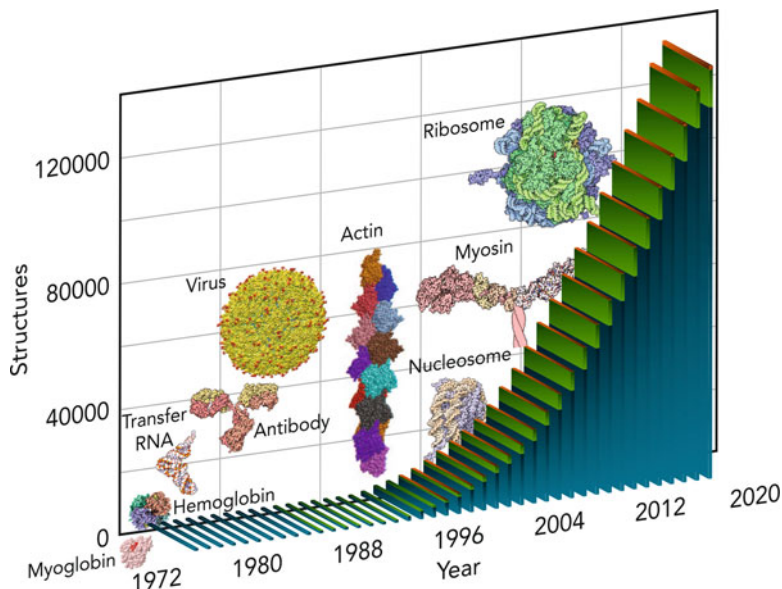 Ribosome
120000
Actin
Myosin
Virus
80000
Structures
Nucleosome
40000
Transfer
RNA
Antibody
Hemoglobin
0
Myoglobin
1972
1980
1988
1996
2004
2012
2020
Year